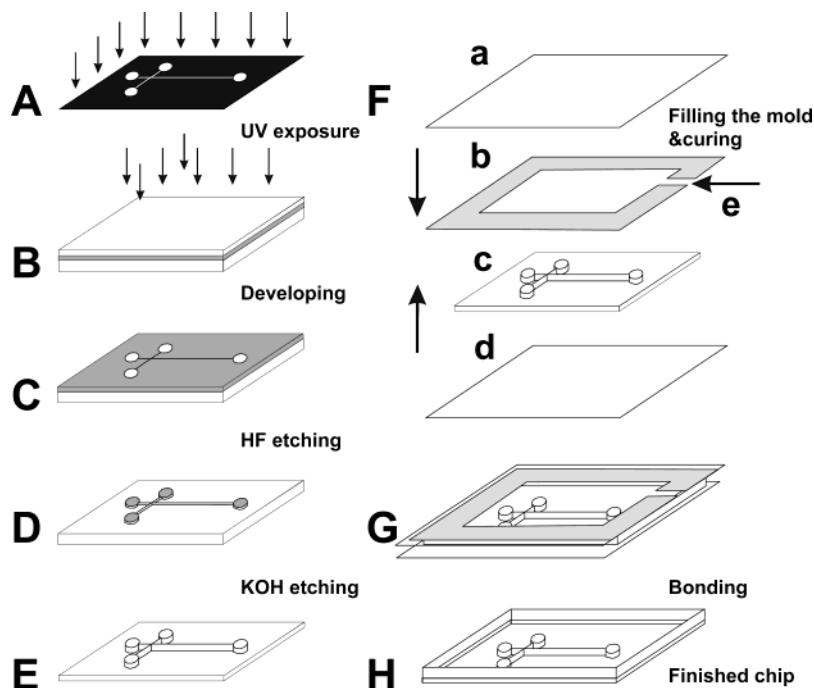 A
UV exposure
B
Developing
C
HF etching
D
KOH etching
E
F
a
Filling the mold
&curing
b
e
c
d
G
Bonding
H
Finished chip